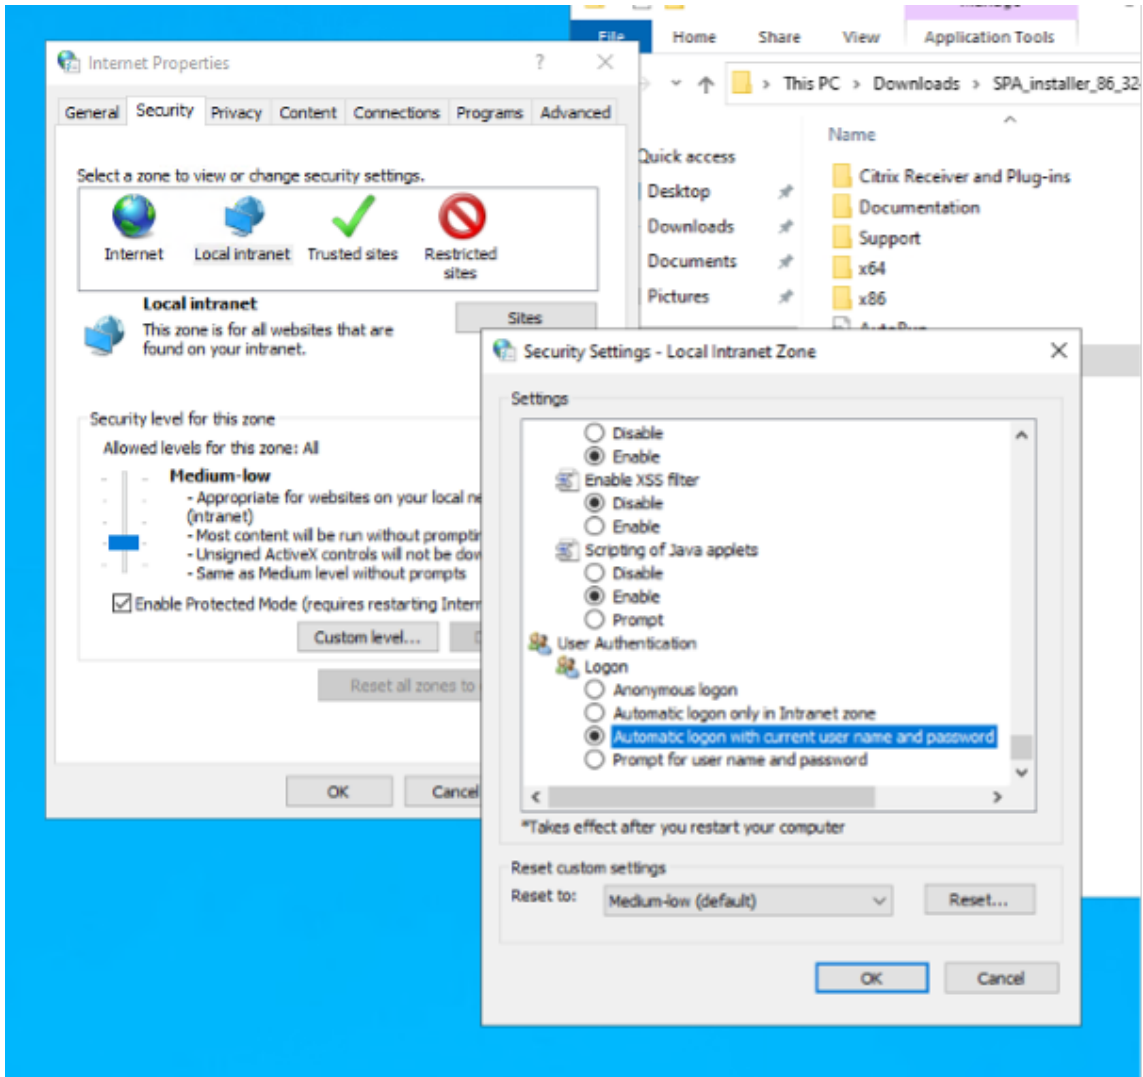 File Home Share View Application Tools
This PC > Downloads > SPA_installer_86_32-
Name
Quick access
Desktop
Downloads
Documents
Pictures
Citrix Receiver and Plug-ins
Documentation
Support
x64
x86
Internet Properties
General Security Privacy Content Connections Programs Advanced
Select a zone to view or change security settings.
Internet Local intranet Trusted sites Restricted
sites
Local intranet
Sites
This zone is for all websites that are
found on your intranet.
Security level for this zone
Allowed levels for this zone: All
Medium-low
- Appropriate for websites on your local ne
(intranet)
- Most content will be run without promptin
- Unsigned ActiveX controls will not be dow
- Same as Medium level without prompts
Enable Protected Mode (requires restarting Intern
Custom level...
Reset all zones to
OK Cancel
Security Settings - Local Intranet Zone
Settings
Disable
Enable
Enable XSS filter
Disable
Enable
Scripting of Java applets
Disable
Enable
Prompt
User Authentication
Logon
Anonymous logon
Automatic logon only in Intranet zone
Automatic logon with current user name and password
Prompt for user name and password
*Takes effect after you restart your computer
Reset custom settings
Reset to: Medium-low (default) Reset...
OK Cancel